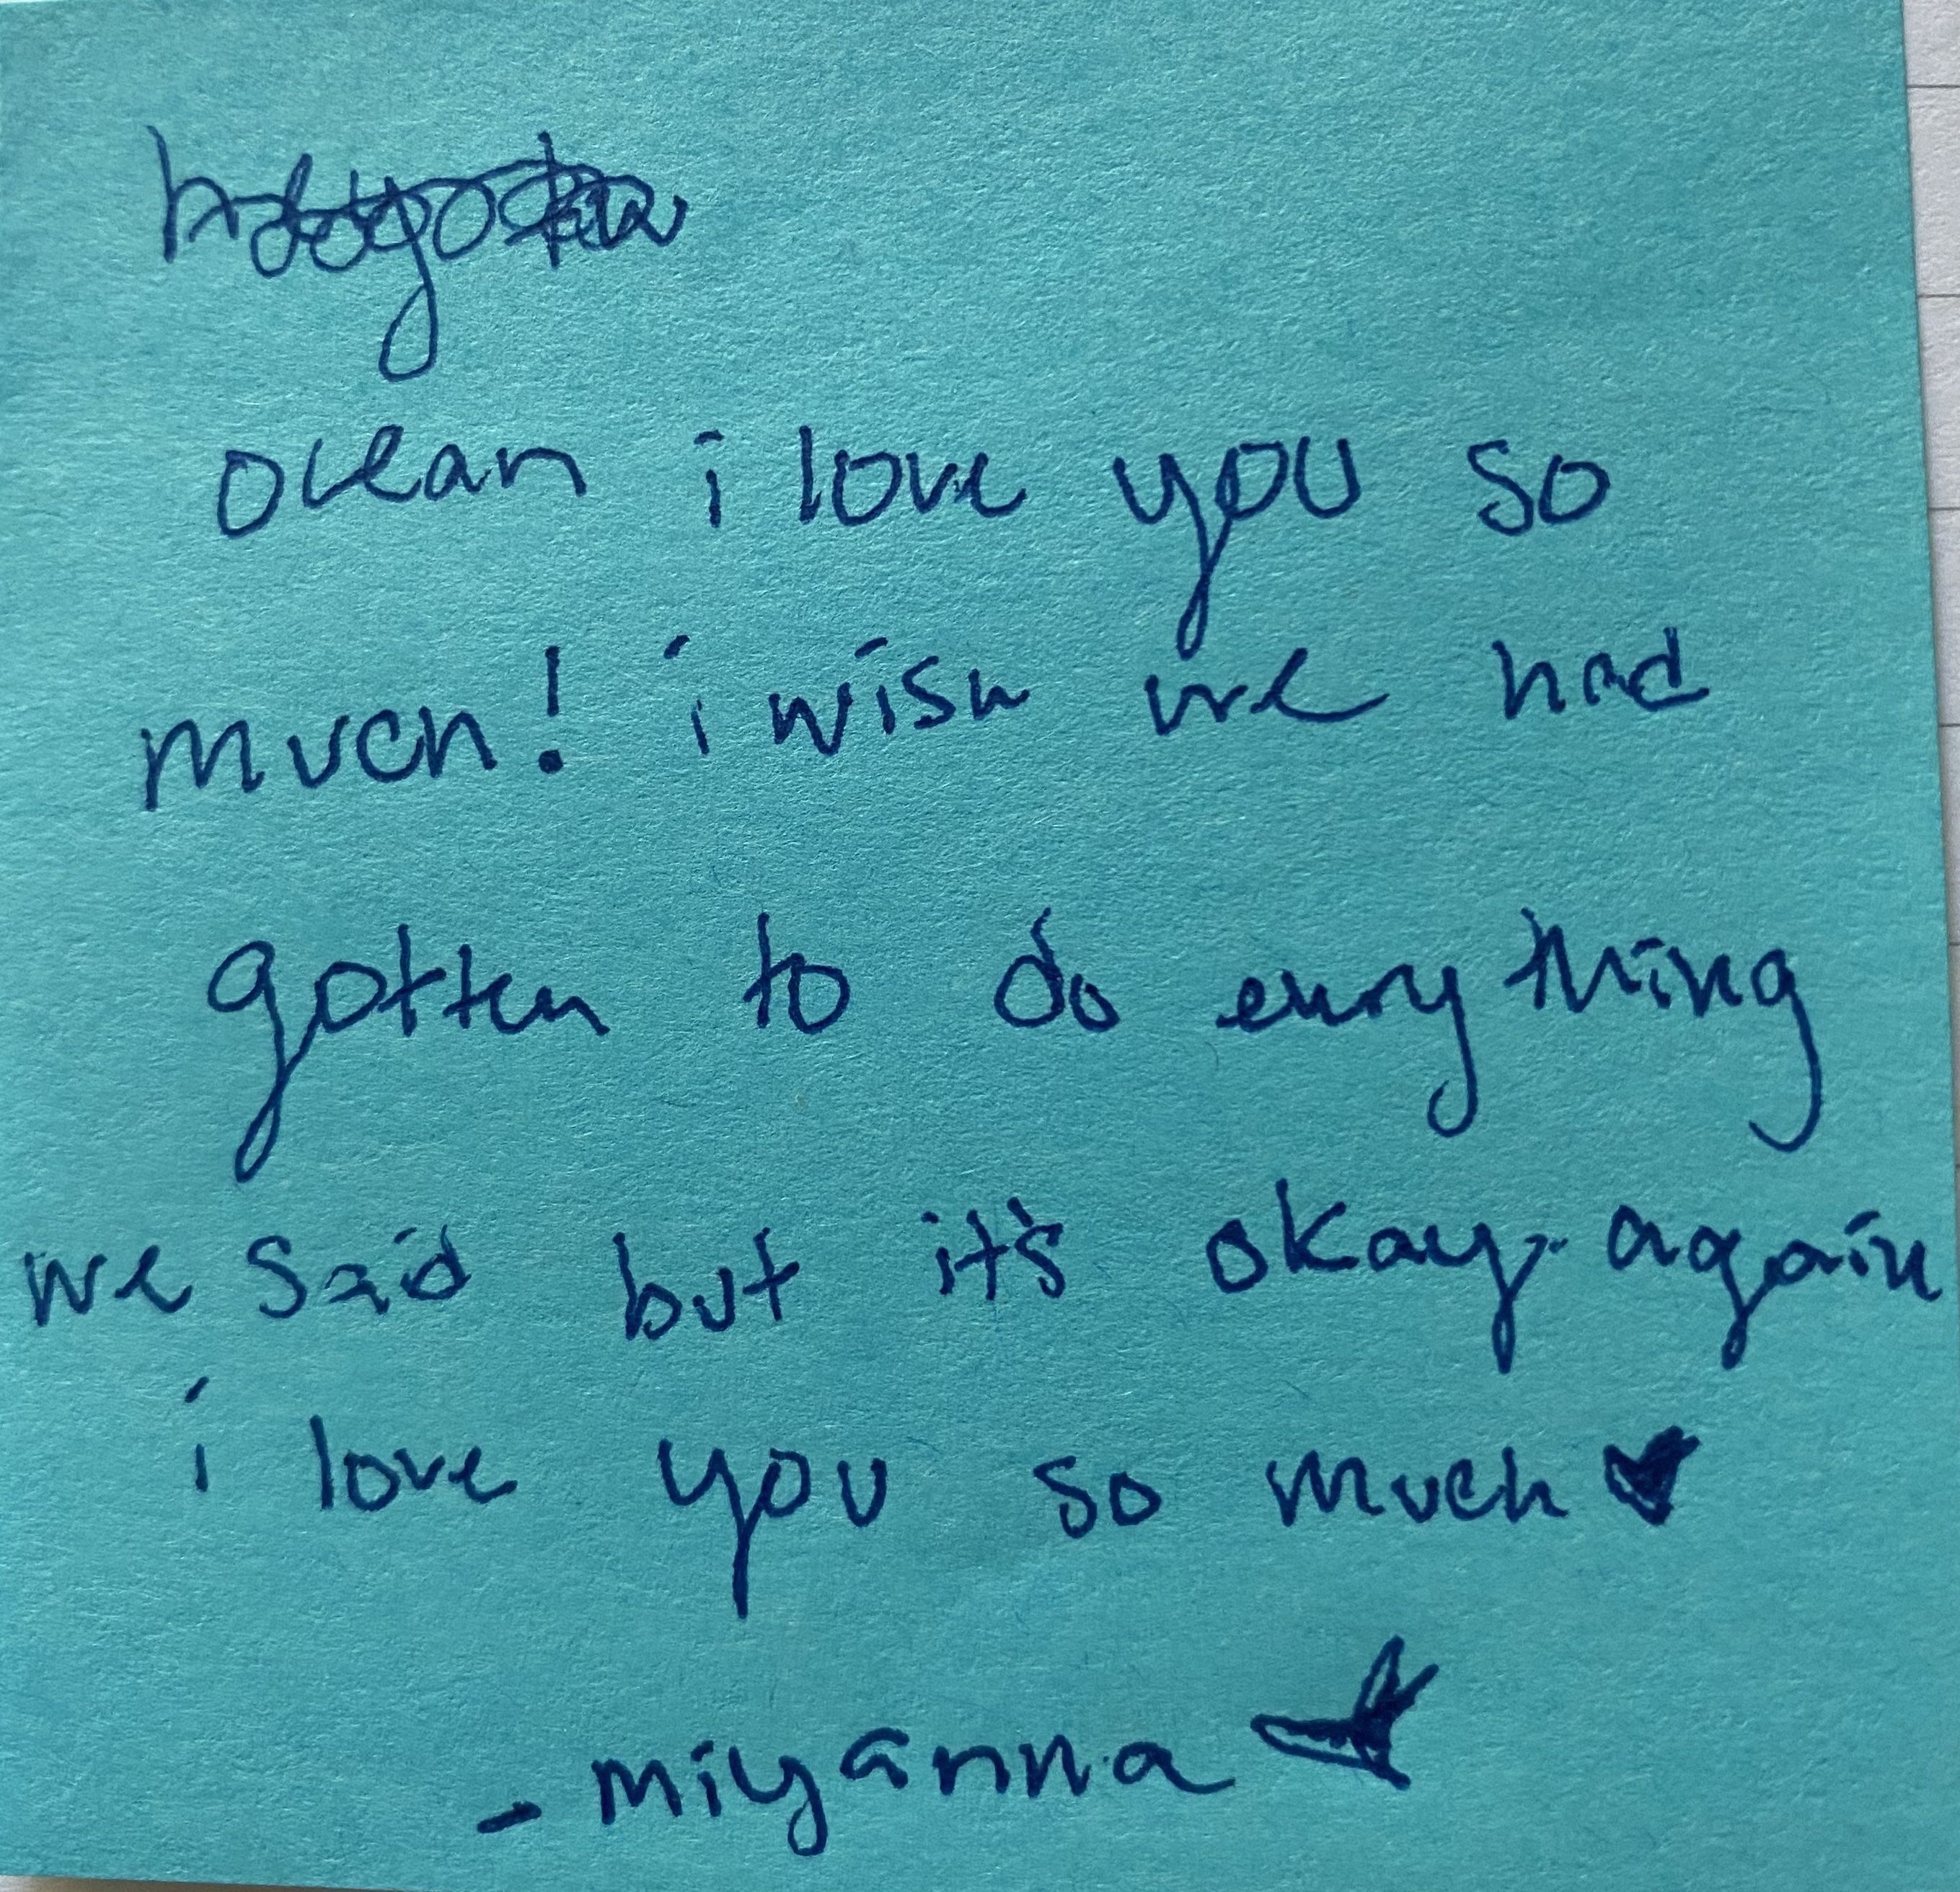 ocean i love you so
much! i wish we had
gotten to do everything
we said but it's okay. again
i love you so much ♥
- miyanna ♥